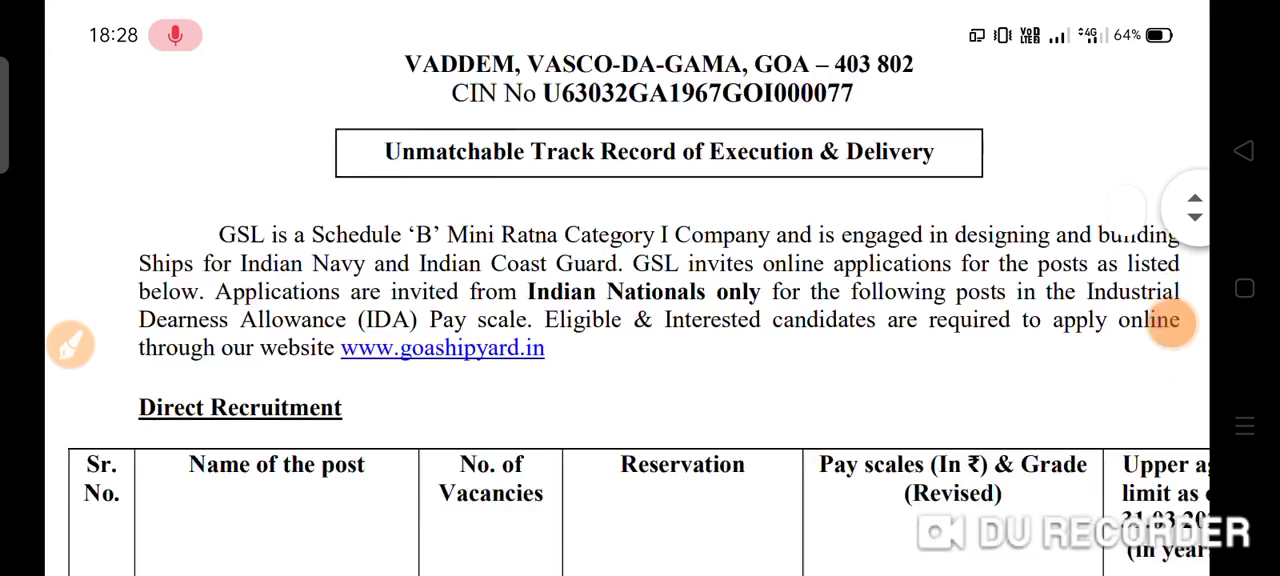 18:28
64%
VADDEM, VASCO-DA-GAMA, GOA – 403 802
CIN No U63032GA1967GOI000077
Unmatchable Track Record of Execution & Delivery
GSL is a Schedule ‘B’ Mini Ratna Category I Company and is engaged in designing and building
Ships for Indian Navy and Indian Coast Guard. GSL invites online applications for the posts as listed
below. Applications are invited from Indian Nationals only for the following posts in the Industrial
Dearness Allowance (IDA) Pay scale. Eligible & Interested candidates are required to apply online
through our website www.goashipyard.in
Direct Recruitment
Sr. No.
Name of the post
No. of Vacancies
Reservation
Pay scales (In ₹) & Grade (Revised)
Upper
limit as
31.03.20
(in
DU RECORDER